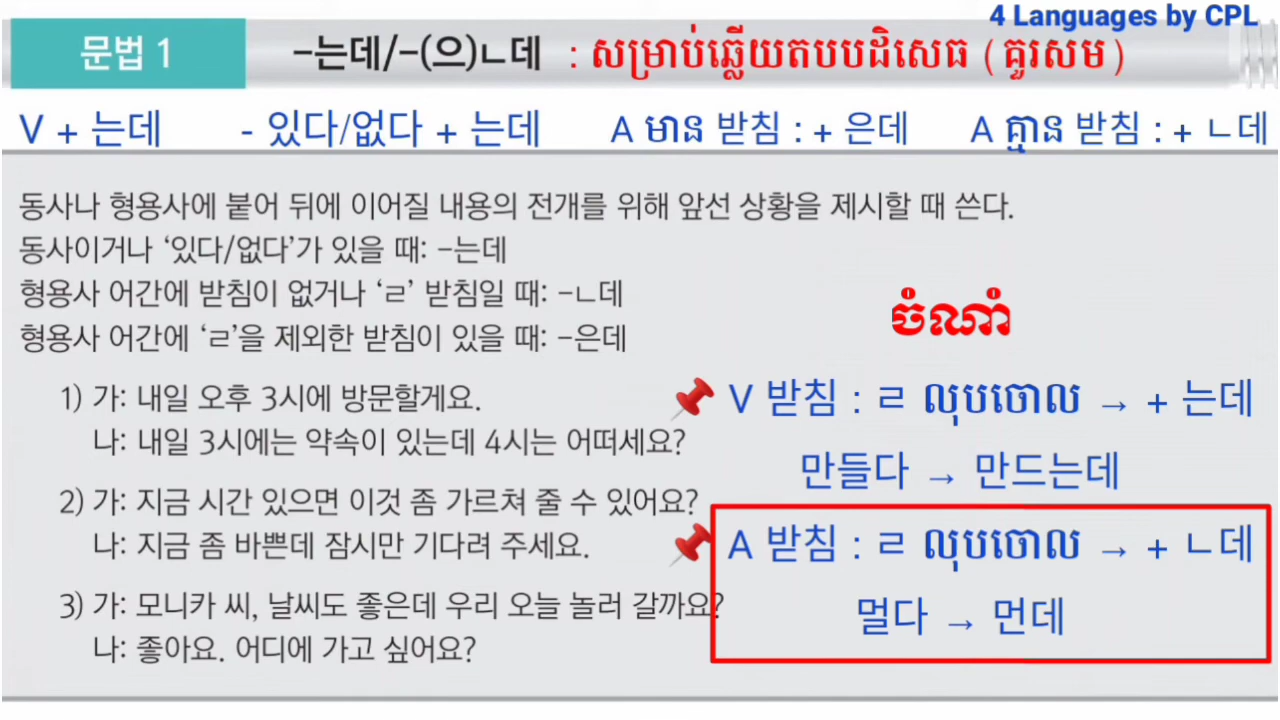 4 Languages by CPL
문법 1
-는데/-(으)ㄴ데 : សម្រាប់ឆ្លើយតបបដិសេធ (គួរសម)
V + 는데 - 있다/없다 + 는데 A មាន 받침 : + 은데 A គ្មាន 받침 : + ㄴ데
동사나 형용사에 붙어 뒤에 이어질 내용의 전개를 위해 앞선 상황을 제시할 때 쓴다.
동사이거나 ‘있다/없다’가 있을 때: -는데
형용사 어간에 받침이 없거나 ‘ㄹ’ 받침일 때: -ㄴ데
형용사 어간에 ‘ㄹ’을 제외한 받침이 있을 때: -은데
1) 가: 내일 오후 3시에 방문할게요.
나: 내일 3시에는 약속이 있는데 4시는 어떠세요?
2) 가: 지금 시간 있으면 이것 좀 가르쳐 줄 수 있어요?
나: 지금 좀 바쁜데 잠시만 기다려 주세요.
3) 가: 모니카 씨, 날씨도 좋은데 우리 오늘 놀러 갈까요?
나: 좋아요. 어디에 가고 싶어요?
ចំណាំ
V 받침 : ㄹ លុបចោល → + 는데
만들다 → 만드는데
A 받침 : ㄹ លុបចោល → + ㄴ데
멀다 → 먼데